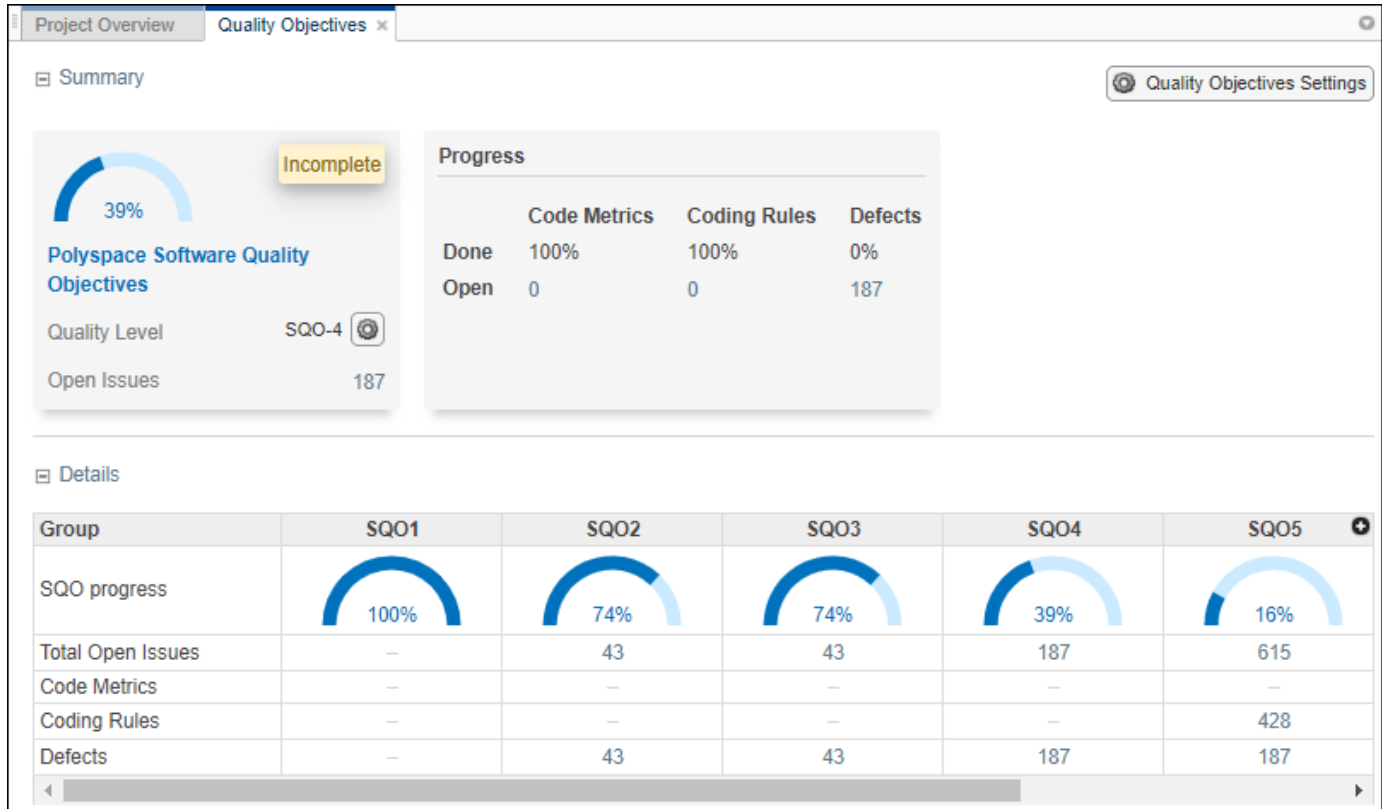 Project Overview Quality Objectives ×
Summary
Quality Objectives Settings
39%
Incomplete
Polyspace Software Quality
Objectives
Quality Level SQO-4
Open Issues 187
Progress
Code Metrics Coding Rules Defects
Done 100% 100% 0%
Open 0 0 187
Details
Group SQO1 SQO2 SQO3 SQO4 SQO5
SQO progress 100% 74% 74% 39% 16%
Total Open Issues – 43 43 187 615
Code Metrics – – – – –
Coding Rules – – – – 428
Defects – 43 43 187 187